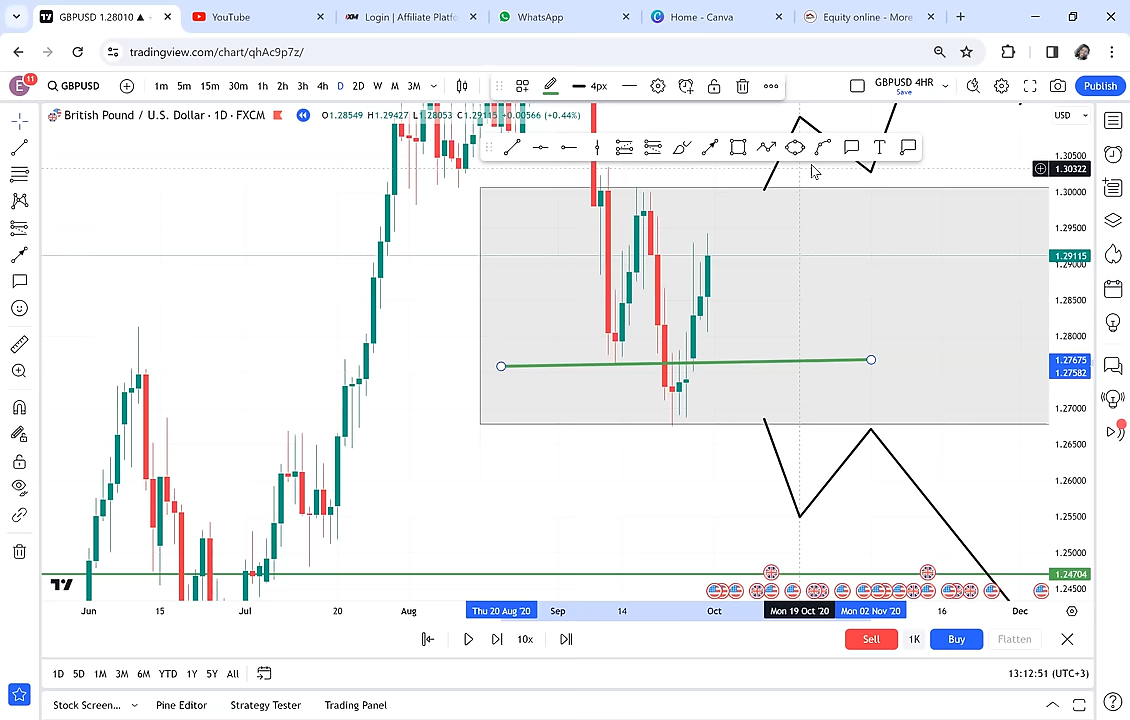 GBPUSD 1.28010 ▲ +
YouTube
Login | Affiliate Platfo
WhatsApp
Home - Canva
Equity online - More
tradingview.com/chart/qhAc9p7z/
E 11 GBPUSD 1m 5m 15m 30m 1h 2h 3h 4h D 2D W M 3M 4px GBPUSD 4HR Save Publish
British Pound / U.S. Dollar · 1D · FXCM O1.28549 H1.29427 L1.28053 C1.29115 +0.00566 (+0.44%) USD
T
1.30500
1.30322
1.30000
1.29500
1.29115
1.29000
1.28500
1.28000
1.27675
1.27582
1.27000
1.26500
1.26000
1.25500
1.25000
1.24704
1.24500
Jun 15 Jul 20 Aug Thu 20 Aug '20 Sep 14 Oct Mon 19 Oct '20 Mon 02 Nov '20 16 Dec
10x Sell 1K Buy Flatten
1D 5D 1M 3M 6M YTD 1Y 5Y All 13:12:51 (UTC+3)
Stock Screen... Pine Editor Strategy Tester Trading Panel